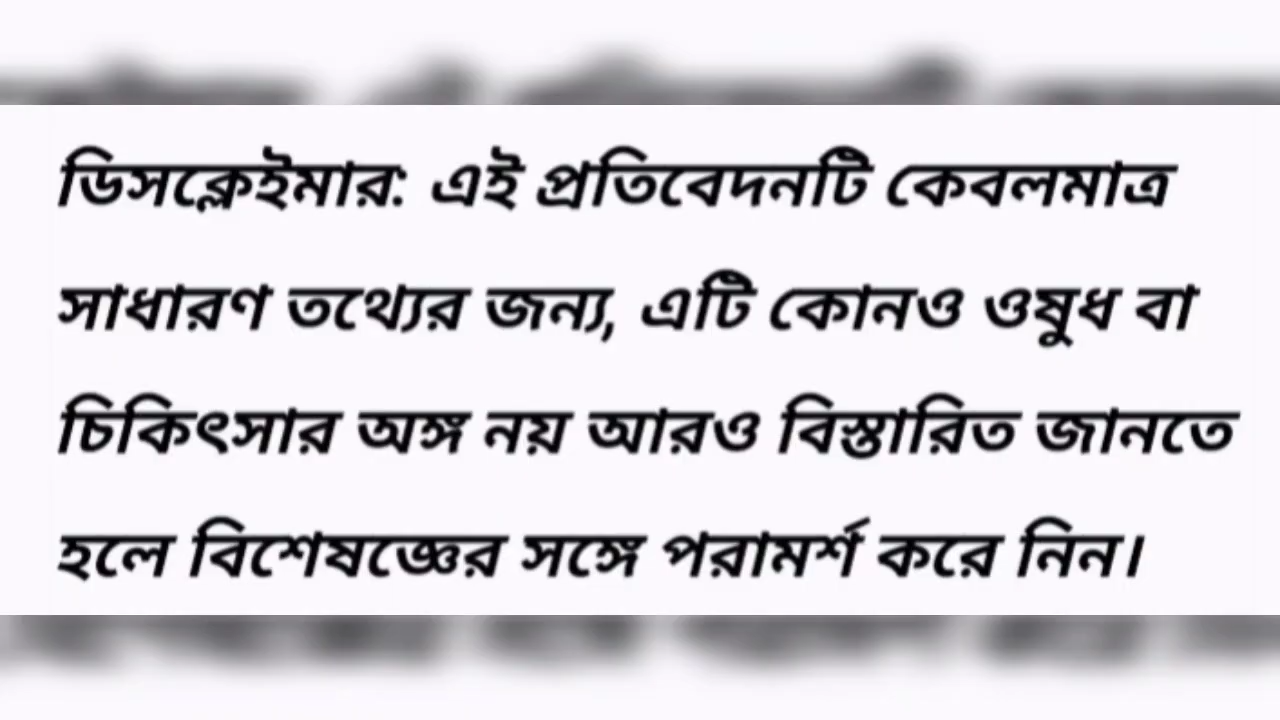 ডিসক্লেইমার: এই প্রতিবেদনটি কেবলমাত্র
সাধারণ তথ্যের জন্য, এটি কোনও ওষুধ বা
চিকিৎসার অঙ্গ নয় আরও বিস্তারিত জানতে
হলে বিশেষজ্ঞের সঙ্গে পরামর্শ করে নিন।